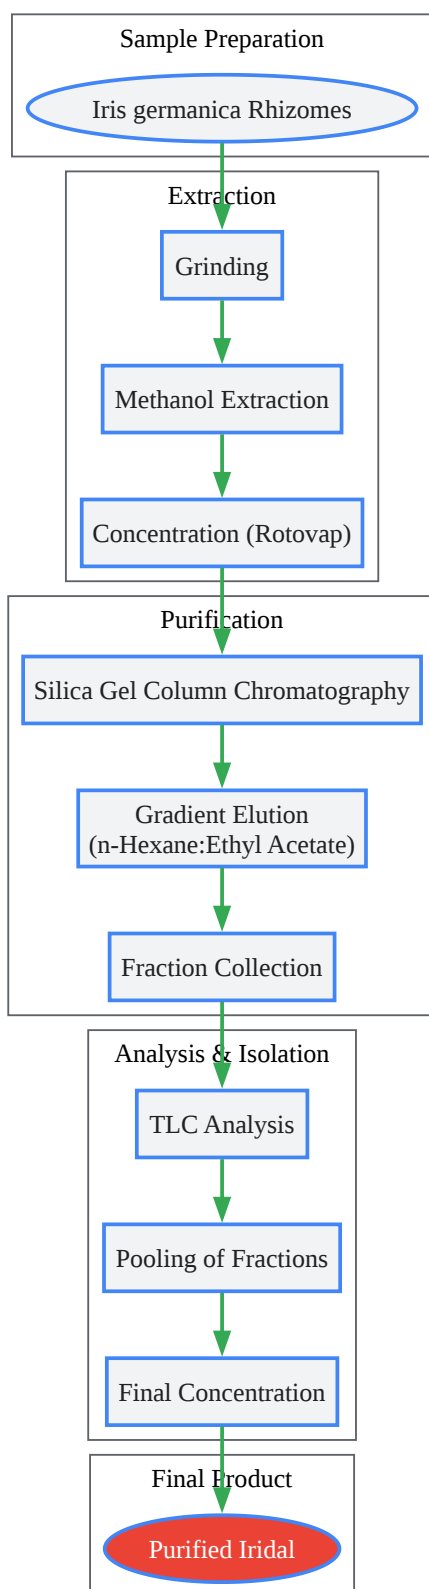 Sample Preparation
Iris germanica Rhizomes
Extraction
Grinding
Methanol Extraction
Concentration (Rotovap)
Purification
Silica Gel Column Chromatography
Gradient Elution
(n-Hexane:Ethyl Acetate)
Fraction Collection
Analysis & Isolation
TLC Analysis
Pooling of Fractions
Final Concentration
Final Product
Purified Iridal